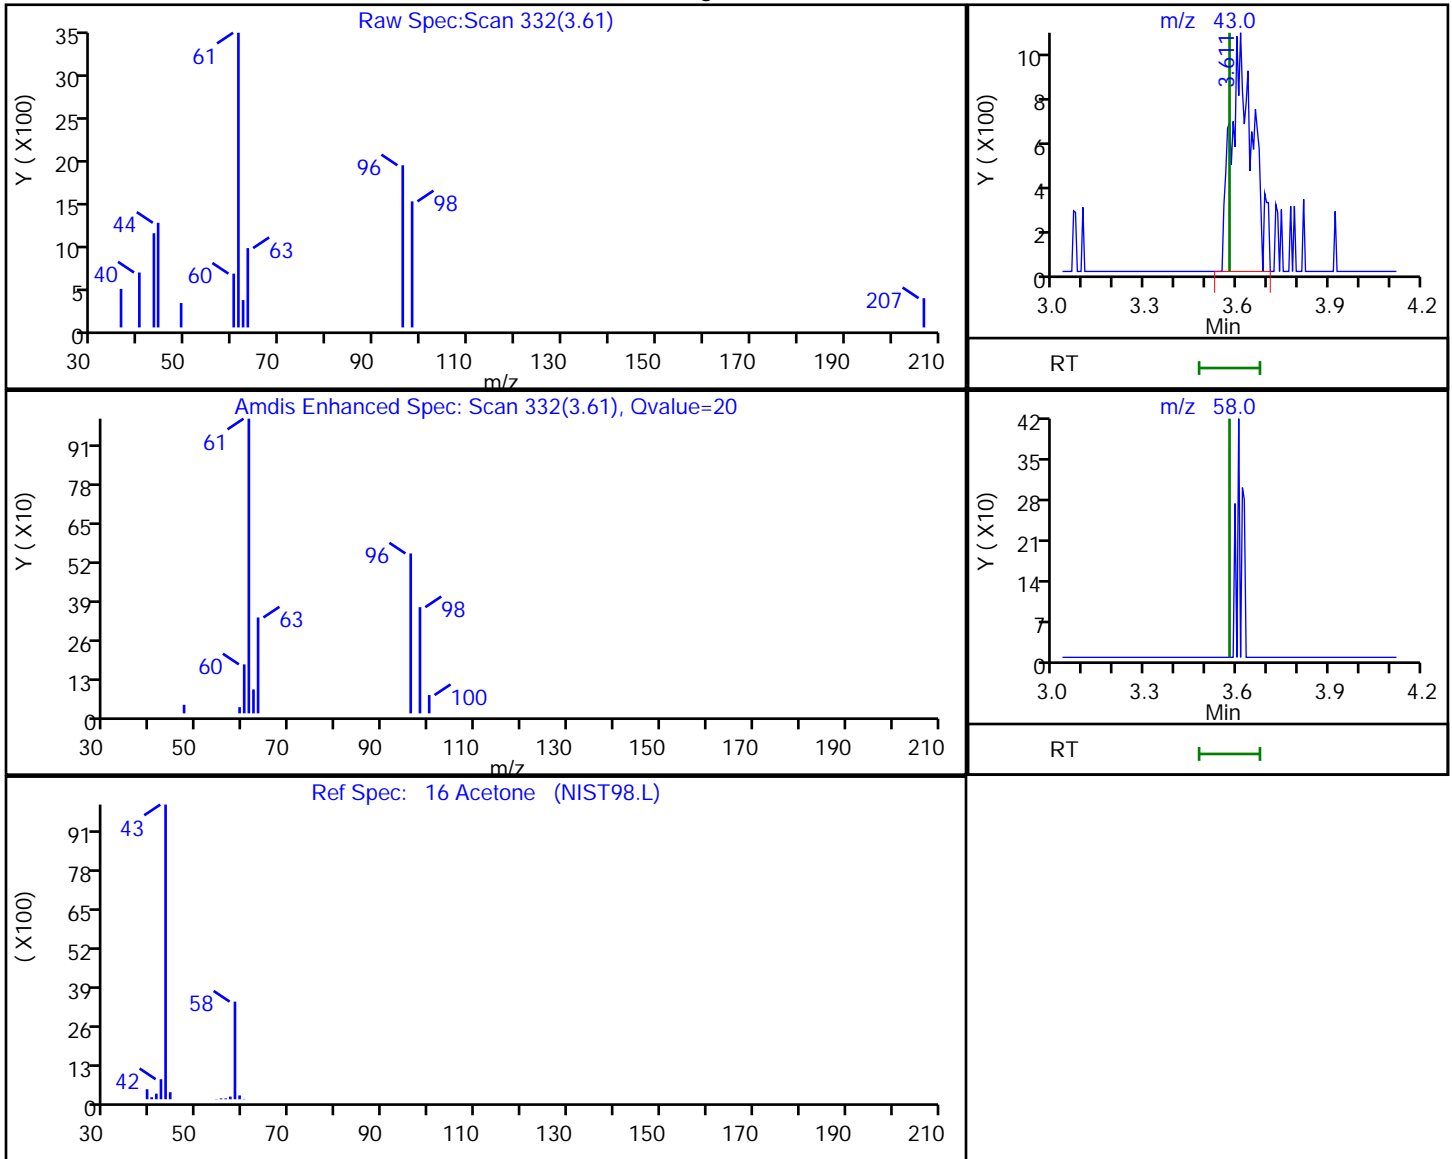 Raw Spec:Scan 332(3.61)
Y ( X100)
35
30
25
20
15
10
5
0
61
96
98
44
63
40
60
207
30 50 70 90 110 130 150 170 190 210
m/z
m/z 43.0
Y ( X100)
10
8
6
4
2
0
3.611
3.0 3.3 3.6 3.9 4.2
Min
RT
Amdis Enhanced Spec: Scan 332(3.61), Qvalue=20
Y ( X10)
91
78
65
52
39
26
13
0
61
96
98
63
60
100
30 50 70 90 110 130 150 170 190 210
m/z
m/z 58.0
Y ( X10)
42
35
28
21
14
7
0
3.0 3.3 3.6 3.9 4.2
Min
RT
Ref Spec: 16 Acetone (NIST98.L)
( X100)
91
78
65
52
39
26
13
0
43
58
42
30 50 70 90 110 130 150 170 190 210